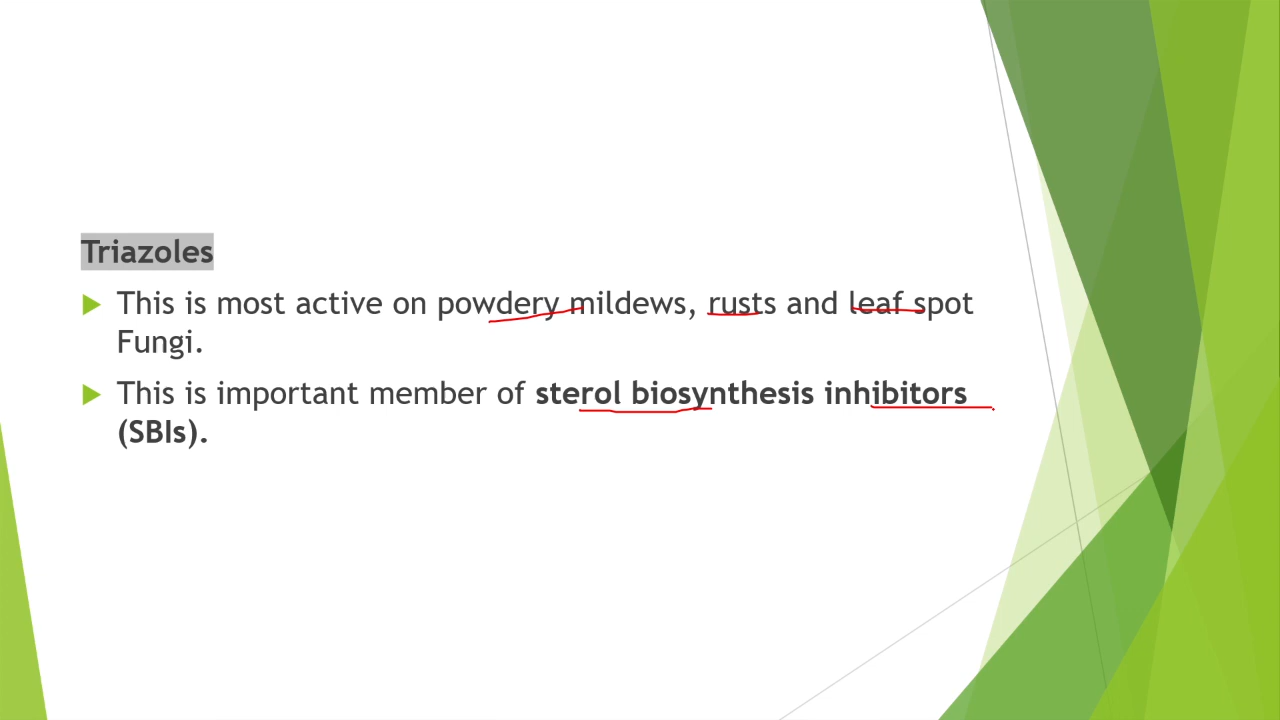 Triazoles
This is most active on powdery mildews, rusts and leaf spot
Fungi.
This is important member of sterol biosynthesis inhibitors
(SBIs).